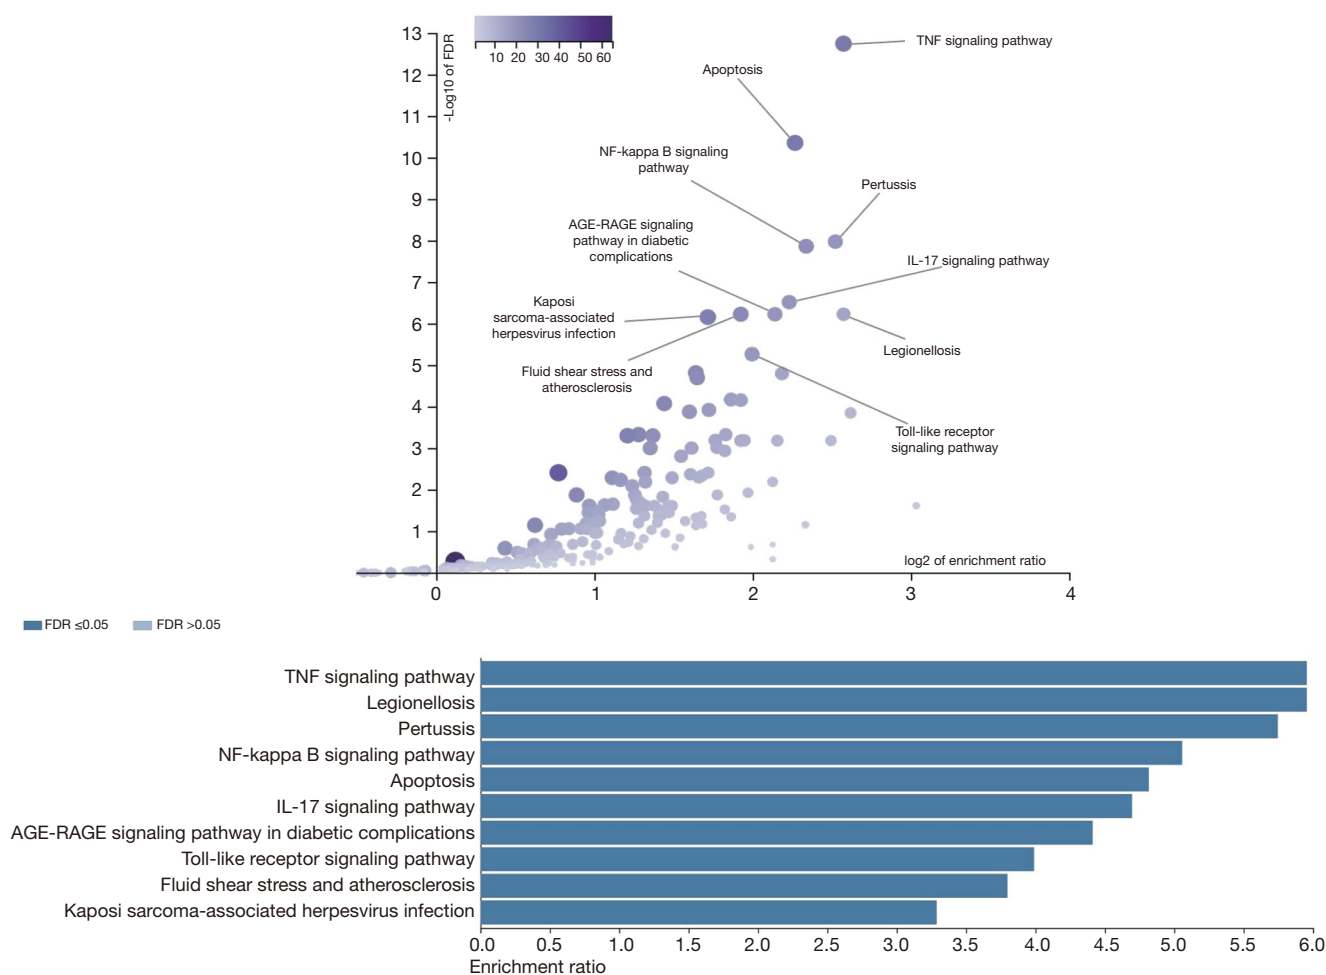 10 20 30 40 50 60
-Log10 of FDR
13
12
11
10
9
8
7
6
5
4
3
2
1
TNF signaling pathway
Apoptosis
NF-kappa B signaling
pathway
Pertussis
AGE-RAGE signaling
pathway in diabetic
complications
IL-17 signaling pathway
Kaposi
sarcoma-associated
herpesvirus infection
Legionellosis
Fluid shear stress and
atherosclerosis
Toll-like receptor
signaling pathway
log2 of enrichment ratio
0 1 2 3 4
FDR ≤0.05 FDR >0.05
TNF signaling pathway
Legionellosis
Pertussis
NF-kappa B signaling pathway
Apoptosis
IL-17 signaling pathway
AGE-RAGE signaling pathway in diabetic complications
Toll-like receptor signaling pathway
Fluid shear stress and atherosclerosis
Kaposi sarcoma-associated herpesvirus infection
0.0 0.5 1.0 1.5 2.0 2.5 3.0 3.5 4.0 4.5 5.0 5.5 6.0
Enrichment ratio